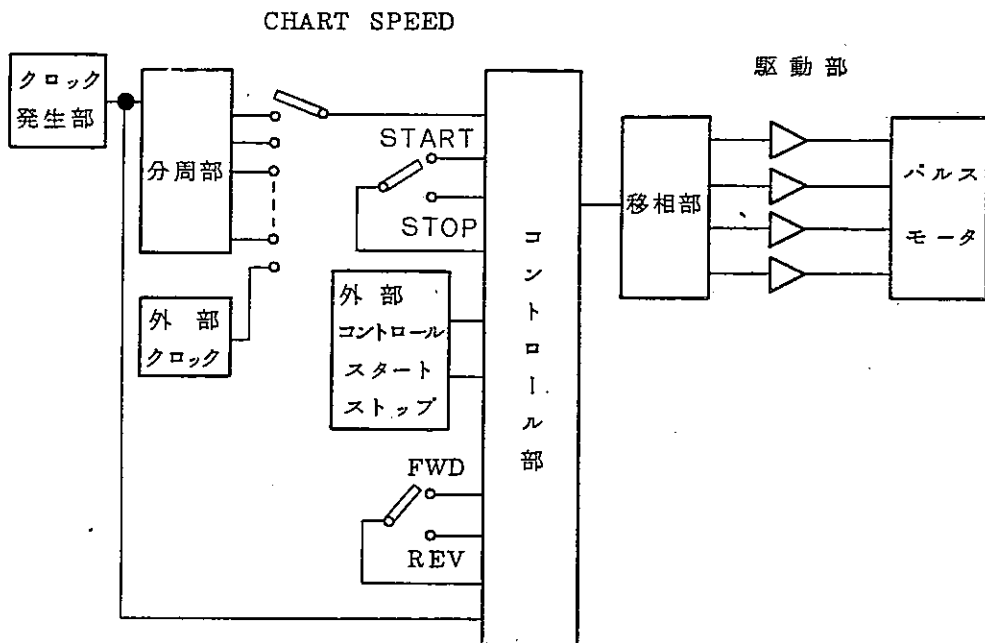 CHART SPEED
クロック
発生部
分周部
外部
クロック
START
STOP
外部
コントロール
スタート
ストップ
FWD
REV
コントロール部
移相部
駆動部
パルス
モータ